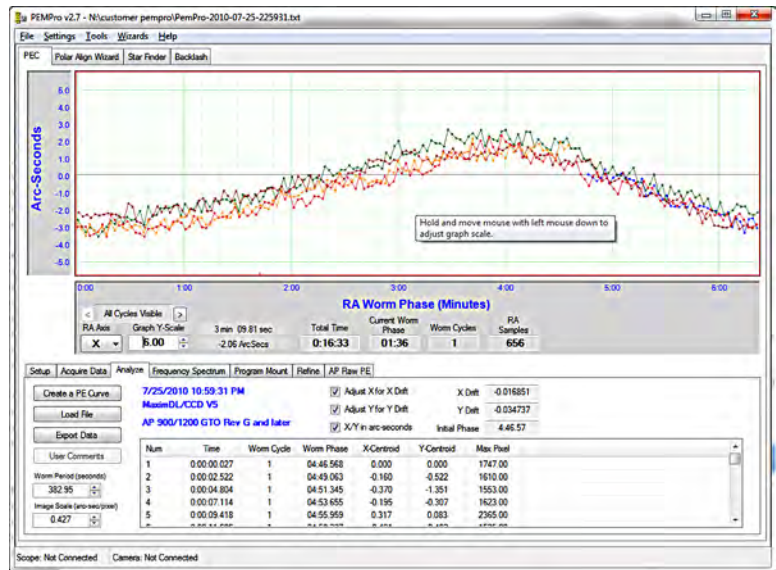 PEMPro v2.7 - N:\customer pempro\PemPro-2010-07-25-225931.txt
File Settings Tools Wizards Help
PEC Polar Align Wizard Star Finder Backlash
Arc-Seconds
6.0
4.0
3.0
2.0
1.0
0.0
-1.0
-2.0
-3.0
-4.0
-5.0
Hold and move mouse with left mouse down to
adjust graph scale.
0:00 1:00 2:00 3:00 4:00 5:00 6:00
RA Worm Phase (Minutes)
< All Cycles Visible >
RA Axis Graph Y-Scale 3 min 09.81 sec Total Time Current Worm Phase Worm Cycles RA Samples
X 6.00 -2.06 ArcSecs 0:16:33 01:36 1 656
Setup Acquire Data Analyze Frequency Spectrum Program Mount Refine AP Raw PE
Create a PE Curve
Load File
Export Data
User Comments
Worm Period (seconds)
382.95
Image Scale (arc-sec/pixel)
0.427
7/25/2010 10:59:31 PM
MaximDL/CCD V5
AP 900/1200 GTO Rev G and later
Adjust X for X Drift X Drift -0.016851
Adjust Y for Y Drift Y Drift -0.034737
X/Y in arc-seconds Initial Phase 4:46.57
Num Time Worm Cycle Worm Phase X-Centroid Y-Centroid Max Pixel
1 0:00:00.027 1 04:46.568 0.000 0.000 1747.00
2 0:00:02.522 1 04:49.063 -0.160 -0.522 1610.00
3 0:00:04.804 1 04:51.345 -0.370 -1.351 1553.00
4 0:00:07.114 1 04:53.655 -0.195 -0.307 1623.00
5 0:00:09.418 1 04:55.959 0.317 0.083 2365.00
Scope: Not Connected Camera: Not Connected